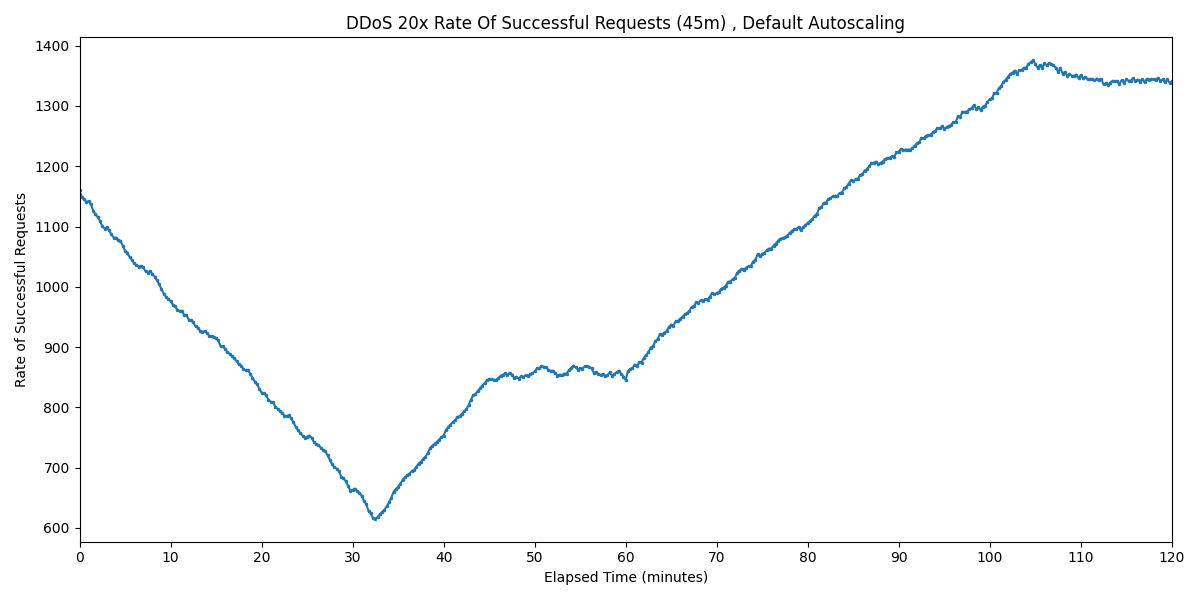 DDoS 20x Rate Of Successful Requests (45m) , Default Autoscaling
1400
1300
1200
1100
1000
900
800
700
600
Rate of Successful Requests
0 10 20 30 40 50 60 70 80 90 100 110 120
Elapsed Time (minutes)